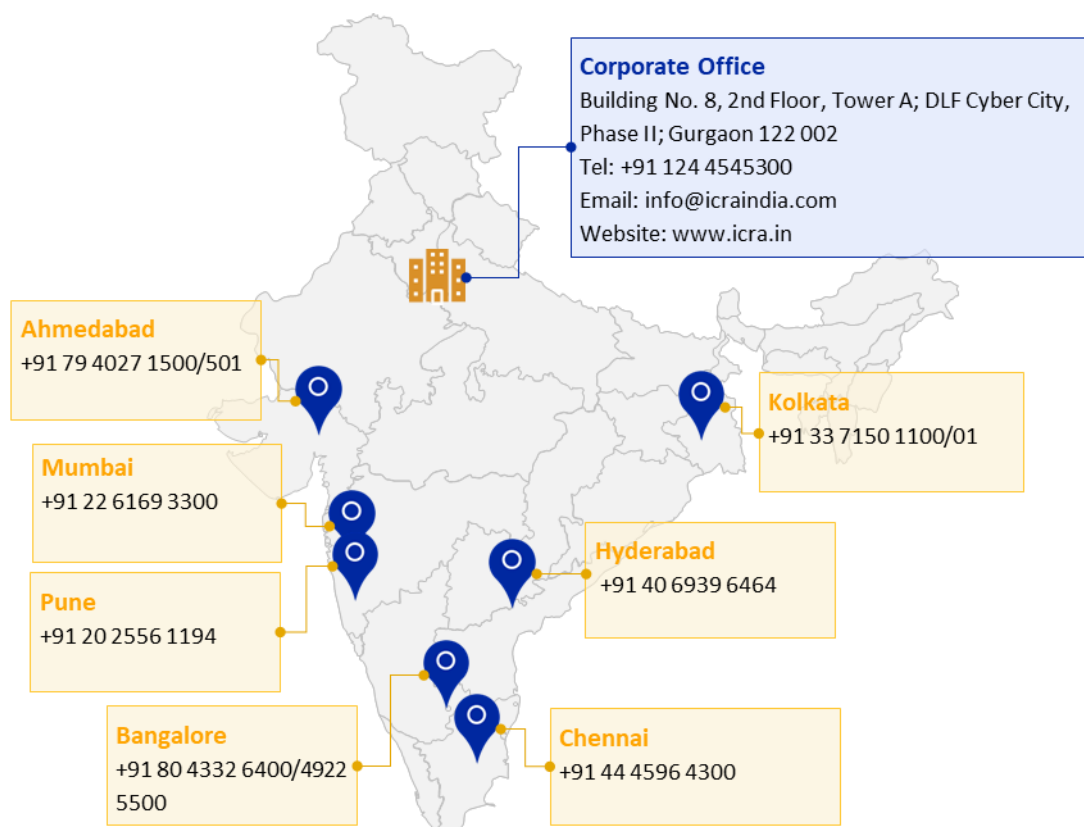 Corporate Office
Building No. 8, 2nd Floor, Tower A; DLF Cyber City,
Phase II; Gurgaon 122 002
Tel: +91 124 4545300
Email: info@icraindia.com
Website: www.icra.in
Ahmedabad
+91 79 4027 1500/501
Kolkata
+91 33 7150 1100/01
Mumbai
+91 22 6169 3300
Hyderabad
+91 40 6939 6464
Pune
+91 20 2556 1194
Bangalore
+91 80 4332 6400/4922
5500
Chennai
+91 44 4596 4300